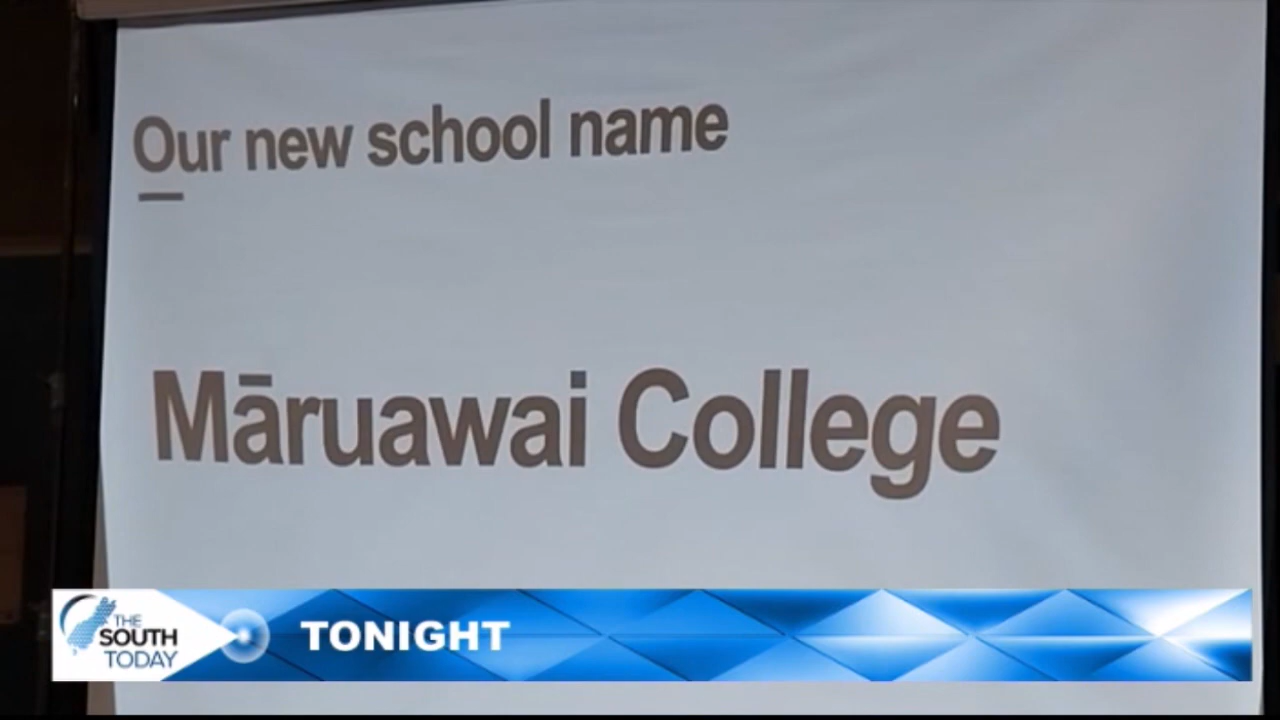 Our new school name
Māruawai College
THE
SOUTH
TODAY
TONIGHT